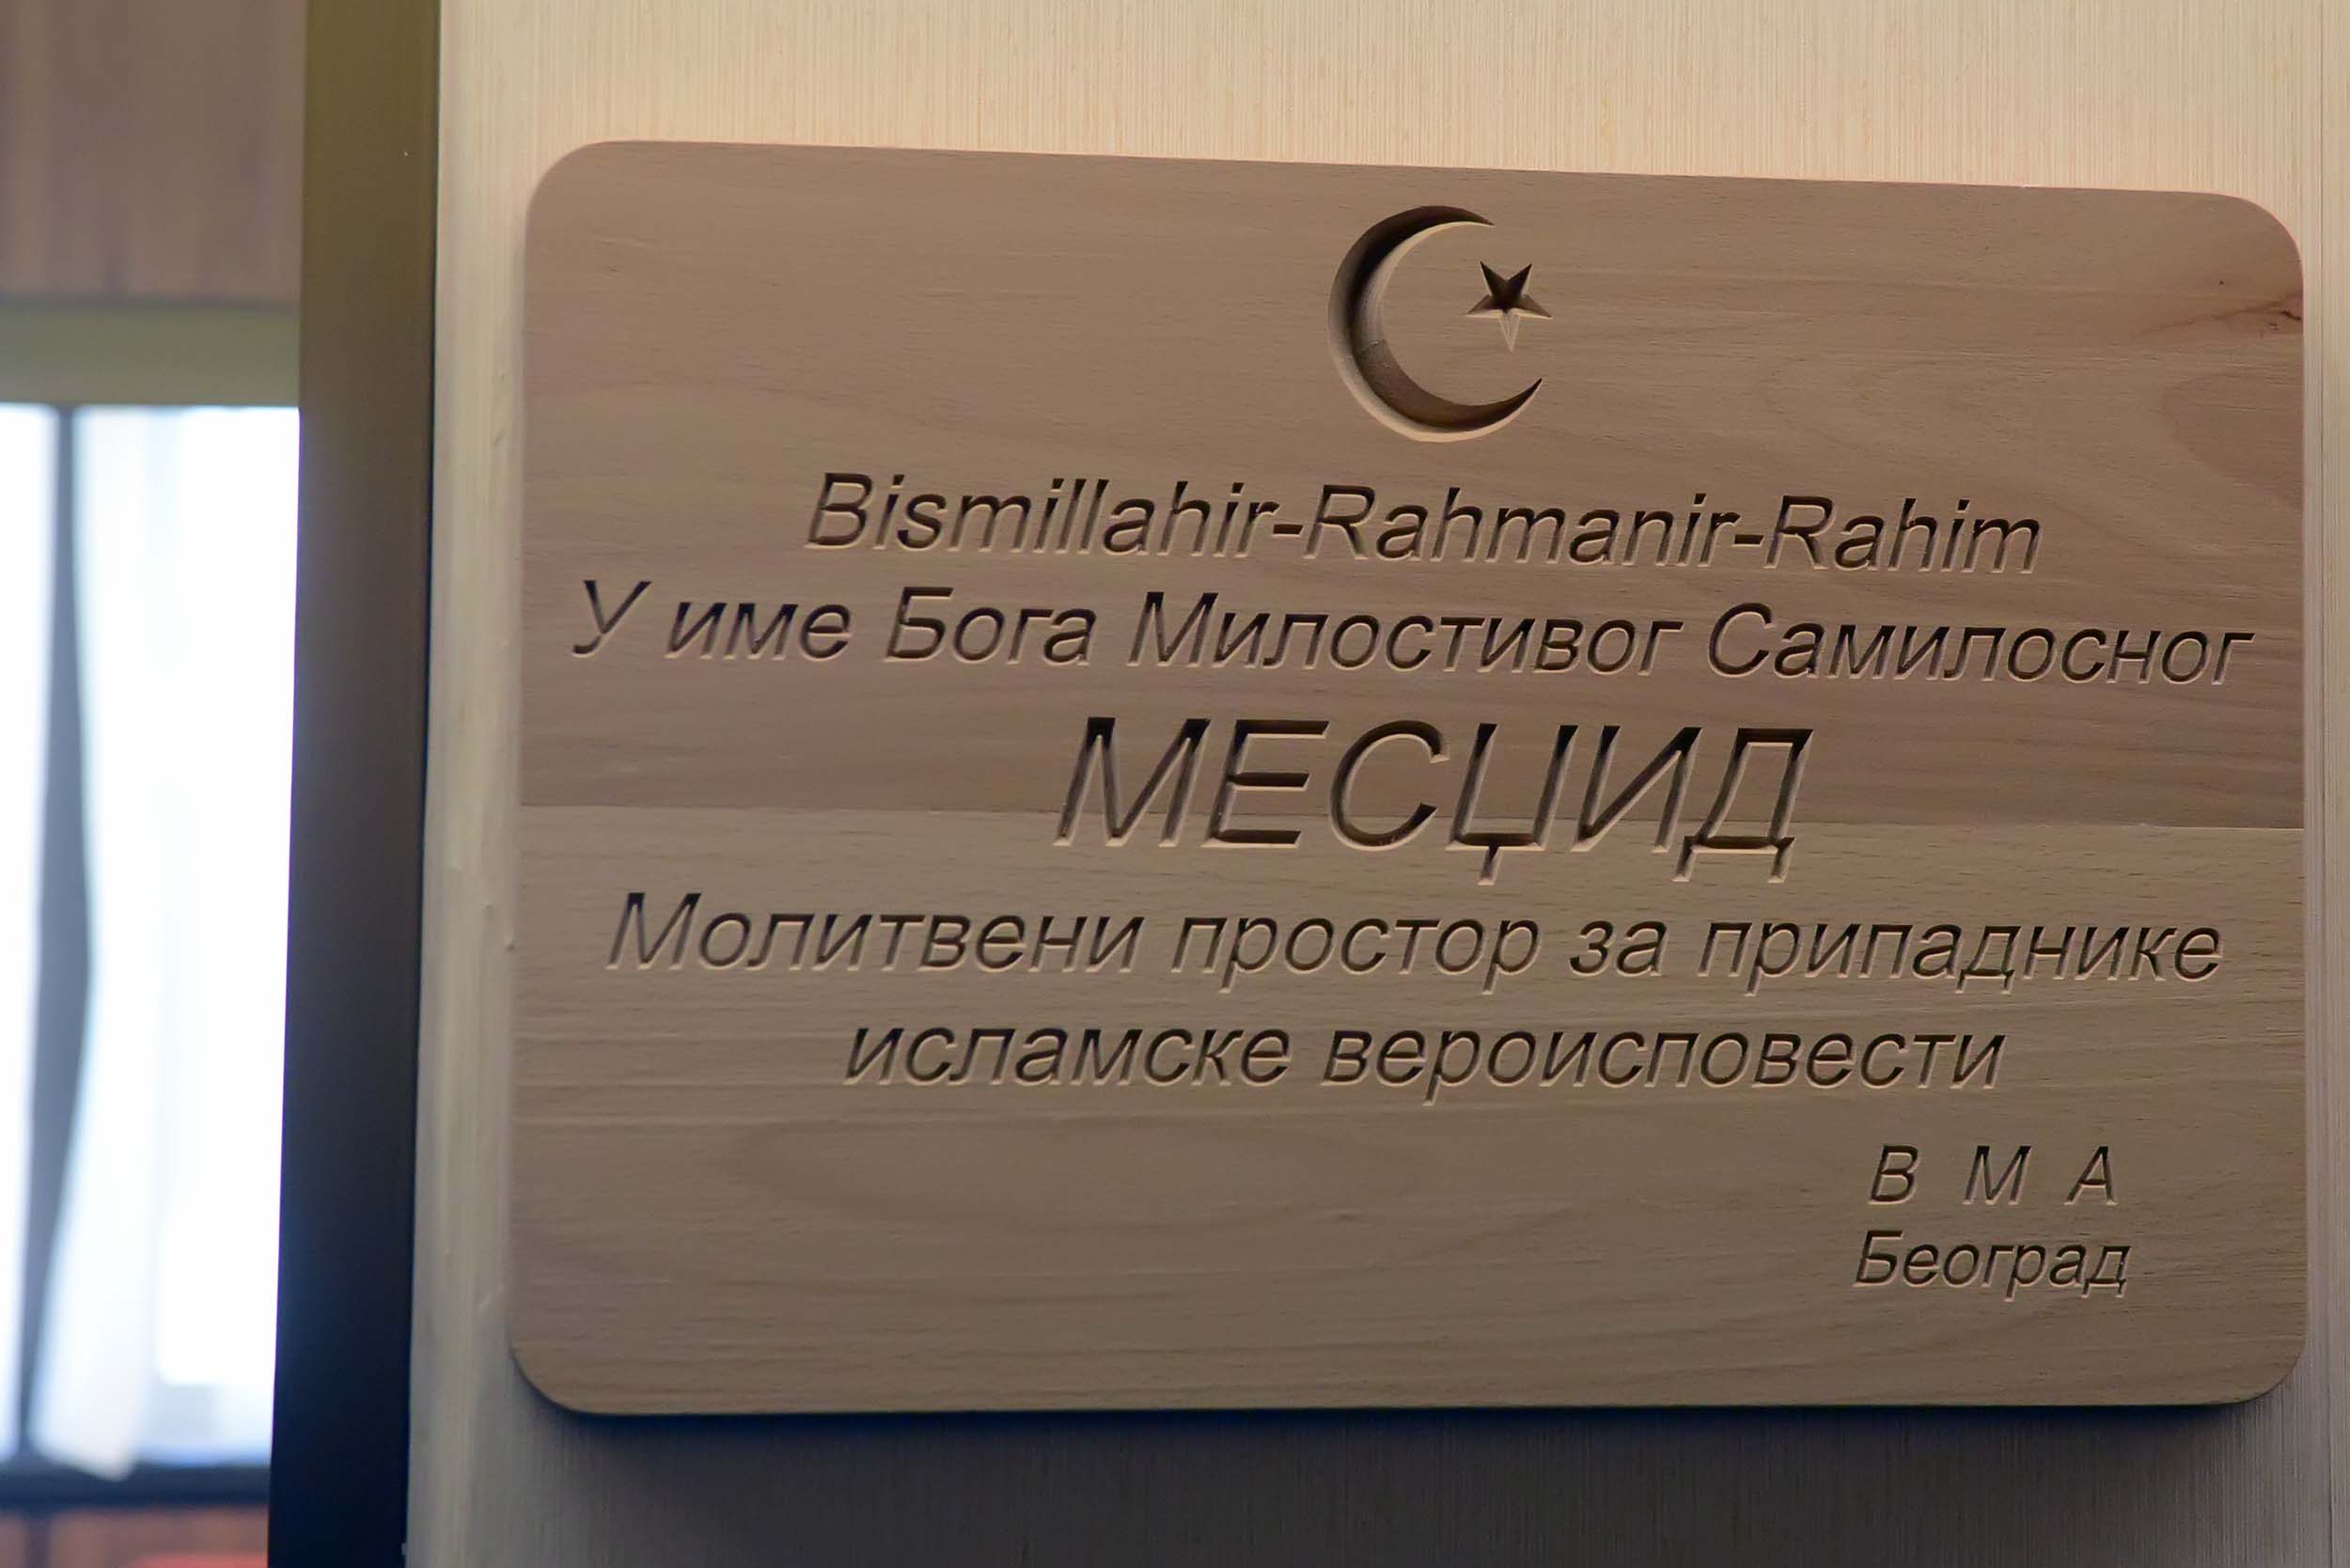 Bismillahir-Rahmanir-Rahim
У име Бога Милостивог Самилосног
МЕСЏИД
Молитвени простор за припаднике
исламске вероисповести
В М А
Београд